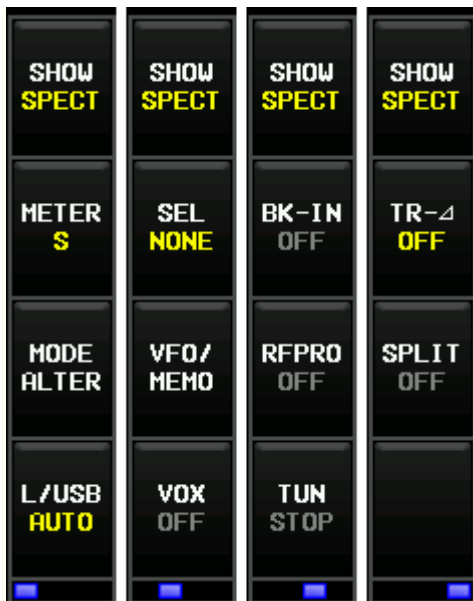 SHOW
SPECT
METER
S
MODE
ALTER
L/USB
AUTO
SHOW
SPECT
SEL
NONE
VFO/
MEMO
VOX
OFF
SHOW
SPECT
BK-IN
OFF
RFPRO
OFF
TUN
STOP
SHOW
SPECT
TR-⊿
OFF
SPLIT
OFF